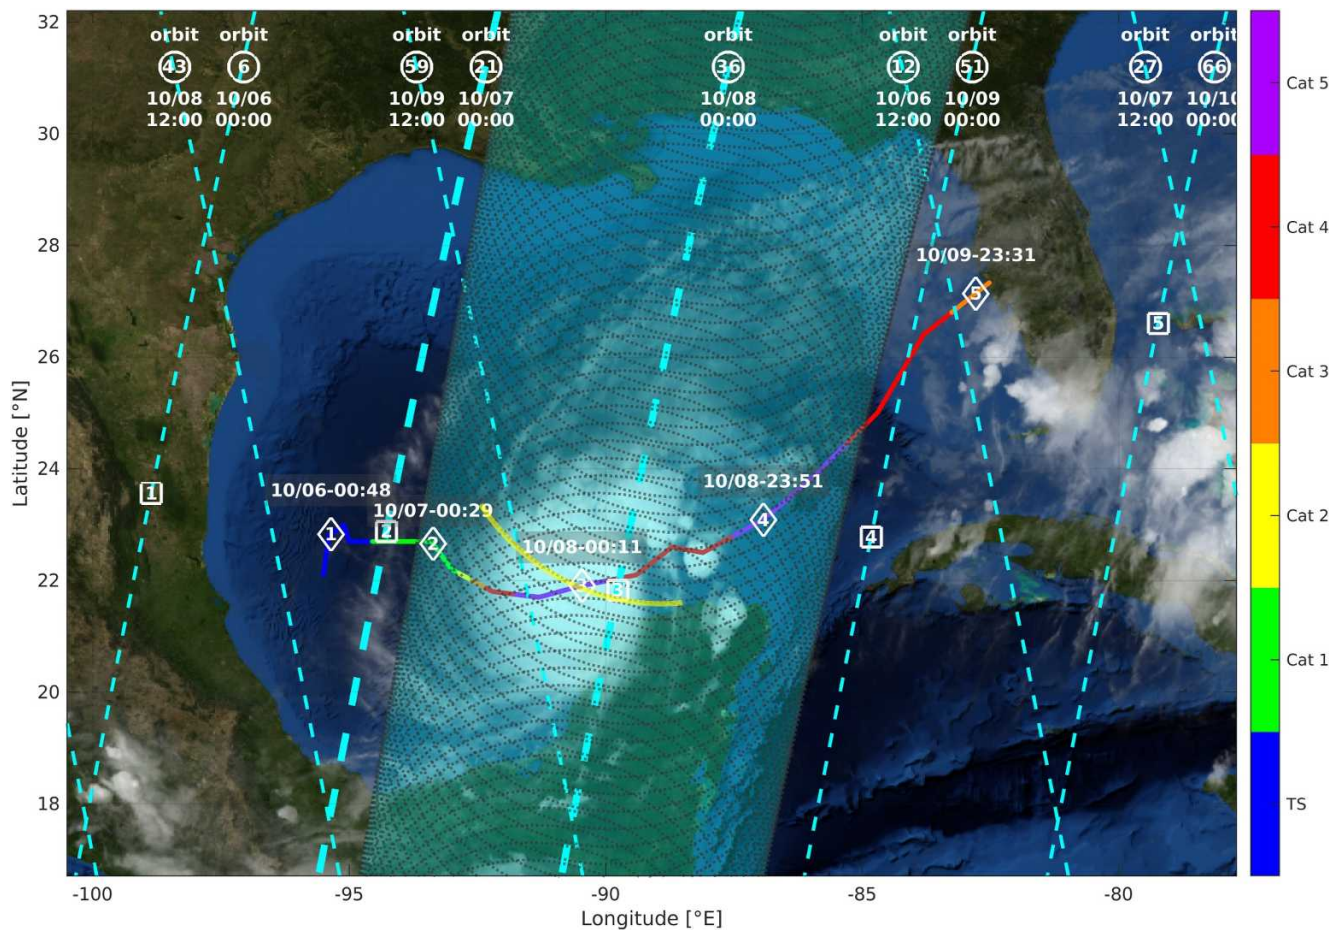 orbit orbit orbit orbit orbit orbit orbit orbit orbit
43 6 59 21 36 12 51 27 66
10/08 10/06 10/09 10/07 10/08 10/06 10/09 10/07 10/10
12:00 00:00 12:00 00:00 00:00 12:00 00:00 12:00 00:00
32
30
28
26
24
22
20
18
Latitude [°N]
10/09-23:31
5
5
10/08-23:51
4
4
10/06-00:48
1
1
10/07-00:29
2
2
10/08-00:11
3
3
-100 -95 -90 -85 -80
Longitude [°E]
Cat 5
Cat 4
Cat 3
Cat 2
Cat 1
TS